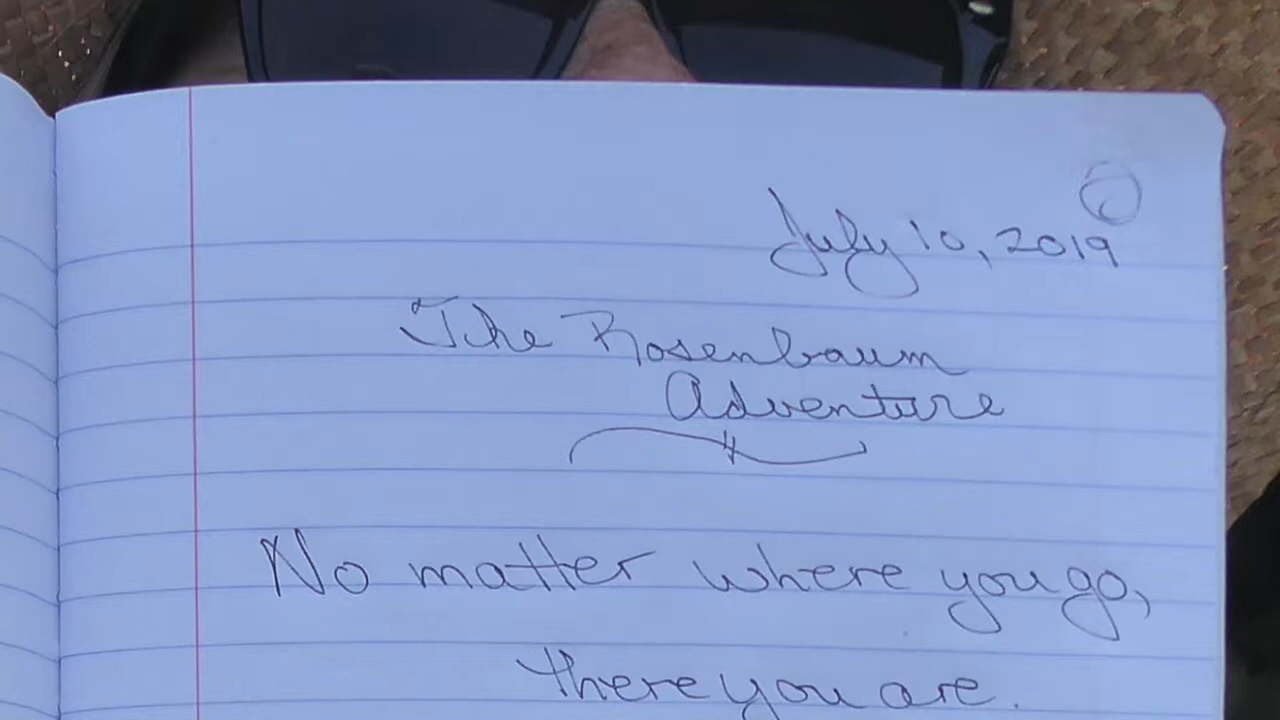 July 10, 2019
The Rosenbaum
Adventure
No matter where you go,
there you are.